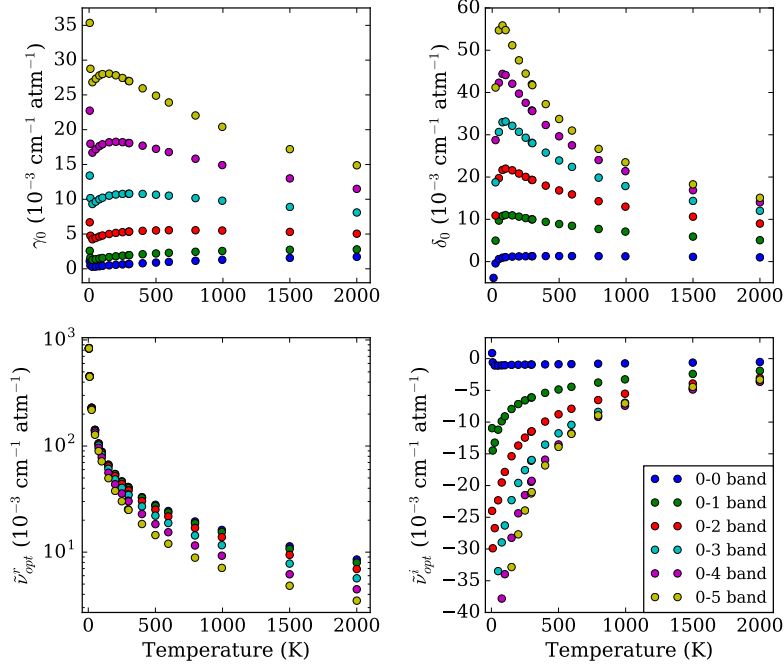 35
30
25
20
15
10
5
0
γ₀ (10⁻³ cm⁻¹ atm⁻¹)
0 500 1000 1500 2000
60
50
40
30
20
10
0
δ₀ (10⁻³ cm⁻¹ atm⁻¹)
0 500 1000 1500 2000
10³
10²
10¹
ν̃ʳₒₚₜ (10⁻³ cm⁻¹ atm⁻¹)
0 500 1000 1500 2000
Temperature (K)
0
−5
−10
−15
−20
−25
−30
−35
−40
ν̃ⁱₒₚₜ (10⁻³ cm⁻¹ atm⁻¹)
0-0 band
0-1 band
0-2 band
0-3 band
0-4 band
0-5 band
0 500 1000 1500 2000
Temperature (K)